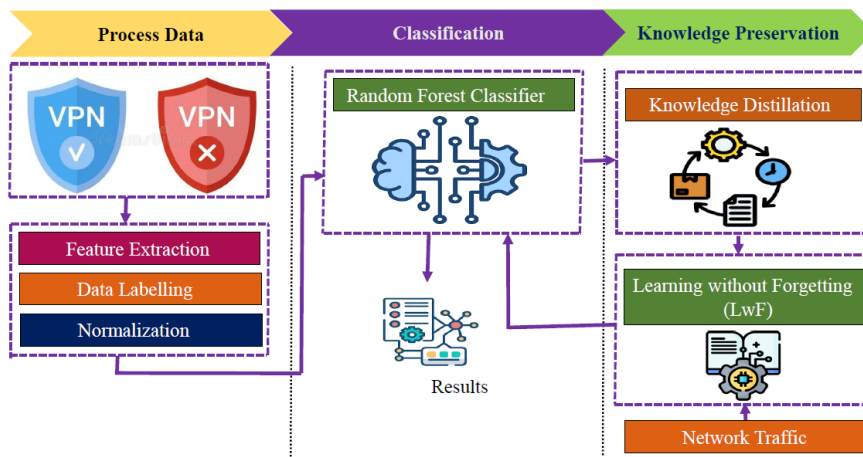 Process Data
Classification
Knowledge Preservation
VPN
VPN
Feature Extraction
Data Labelling
Normalization
Random Forest Classifier
Results
Knowledge Distillation
Learning without Forgetting
(LwF)
Network Traffic